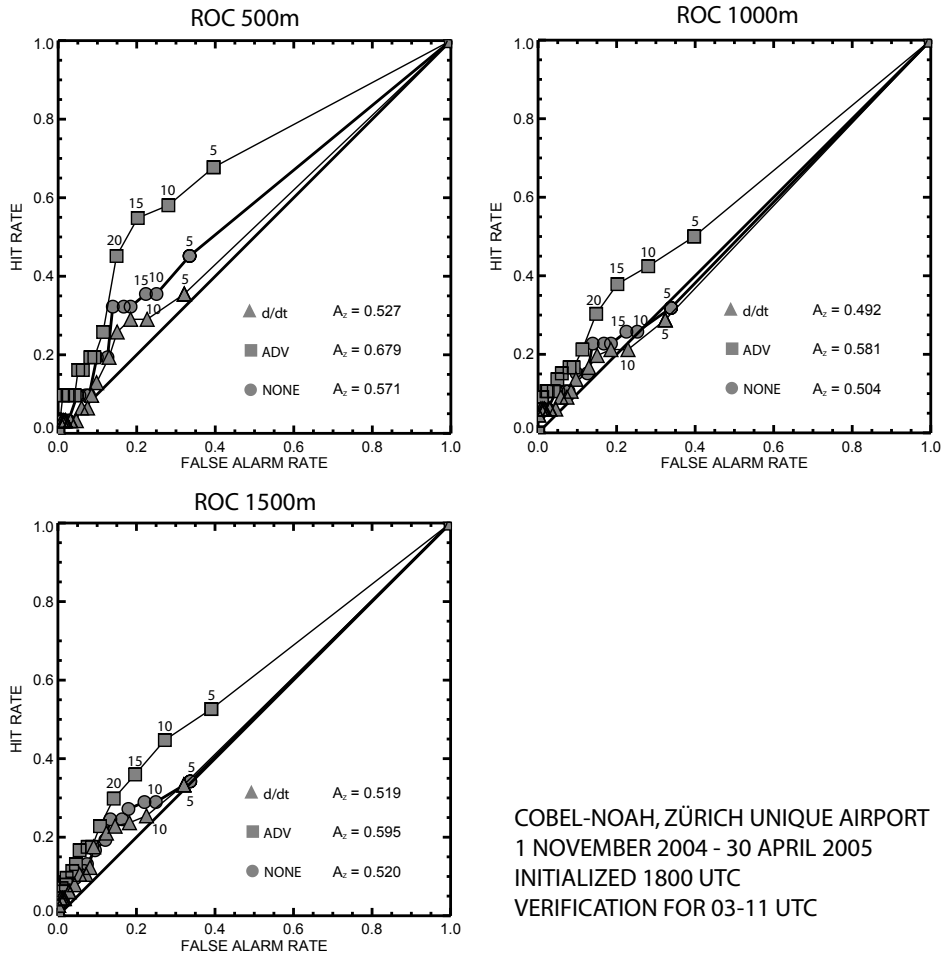 ROC 500m
1.0
0.8
0.6
0.4
0.2
0.0
HIT RATE
5
10
15
20
5
15 10
5
10
d/dt Az = 0.527
ADV Az = 0.679
NONE Az = 0.571
0.0 0.2 0.4 0.6 0.8 1.0
FALSE ALARM RATE
ROC 1000m
1.0
0.8
0.6
0.4
0.2
0.0
HIT RATE
5
10
15
20
5
15 10
10
5
d/dt Az = 0.492
ADV Az = 0.581
NONE Az = 0.504
0.0 0.2 0.4 0.6 0.8 1.0
FALSE ALARM RATE
ROC 1500m
1.0
0.8
0.6
0.4
0.2
0.0
HIT RATE
5
10
15
20
5
10
5
10
d/dt Az = 0.519
ADV Az = 0.595
NONE Az = 0.520
0.0 0.2 0.4 0.6 0.8 1.0
FALSE ALARM RATE
COBEL-NOAH, ZÜRICH UNIQUE AIRPORT
1 NOVEMBER 2004 - 30 APRIL 2005
INITIALIZED 1800 UTC
VERIFICATION FOR 03-11 UTC